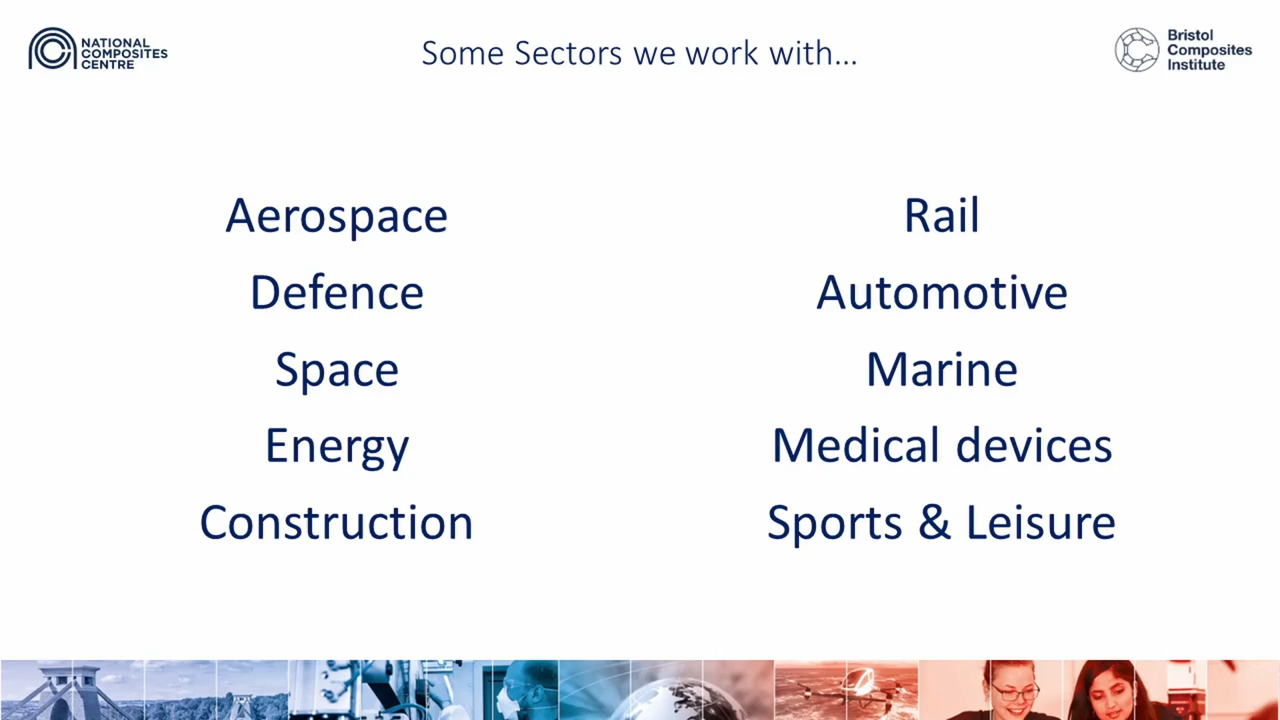 NATIONAL
COMPOSITES
CENTRE
Some Sectors we work with...
Bristol
Composites
Institute
Aerospace
Defence
Space
Energy
Construction
Rail
Automotive
Marine
Medical devices
Sports & Leisure